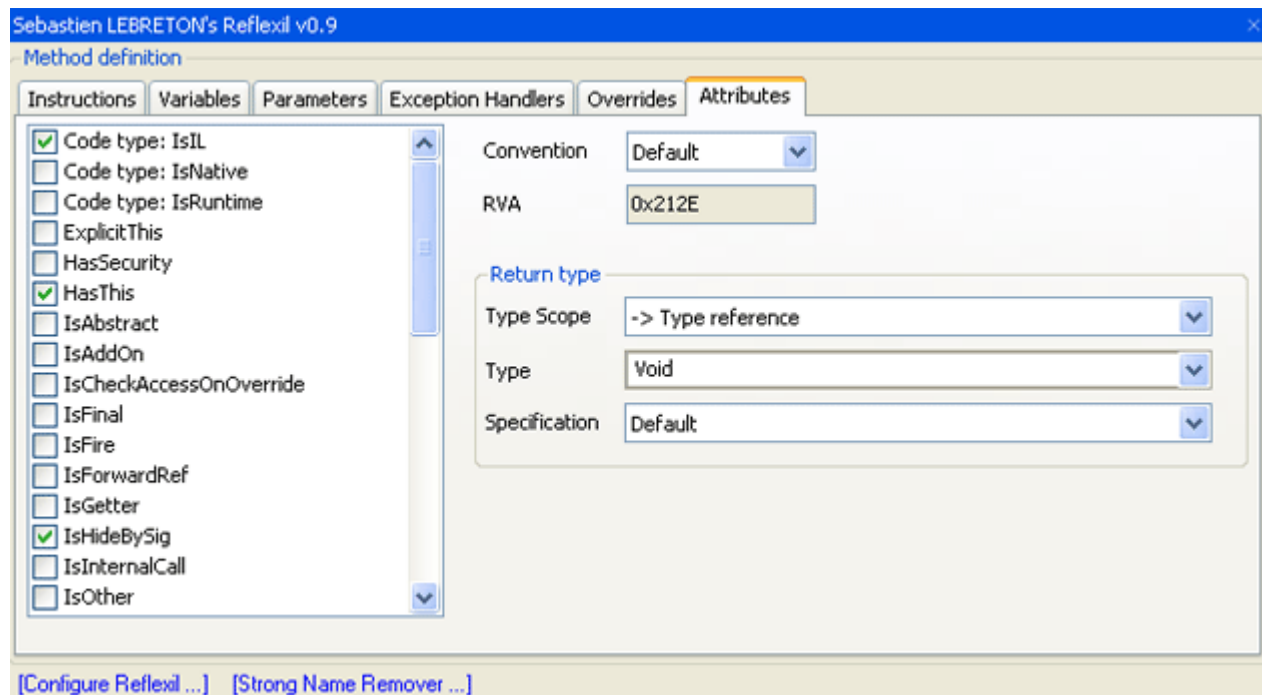 Sebastien LEBRETON's Reflexil v0.9
Method definition
Instructions Variables Parameters Exception Handlers Overrides Attributes
Code type: IsIL
Code type: IsNative
Code type: IsRuntime
ExplicitThis
HasSecurity
HasThis
IsAbstract
IsAddOn
IsCheckAccessOnOverride
IsFinal
IsFire
IsForwardRef
IsGetter
IsHideBySig
IsInternalCall
IsOther
Convention Default
RVA 0x212E
Return type
Type Scope -> Type reference
Type Void
Specification Default
[Configure Reflexil ...] [Strong Name Remover ...]